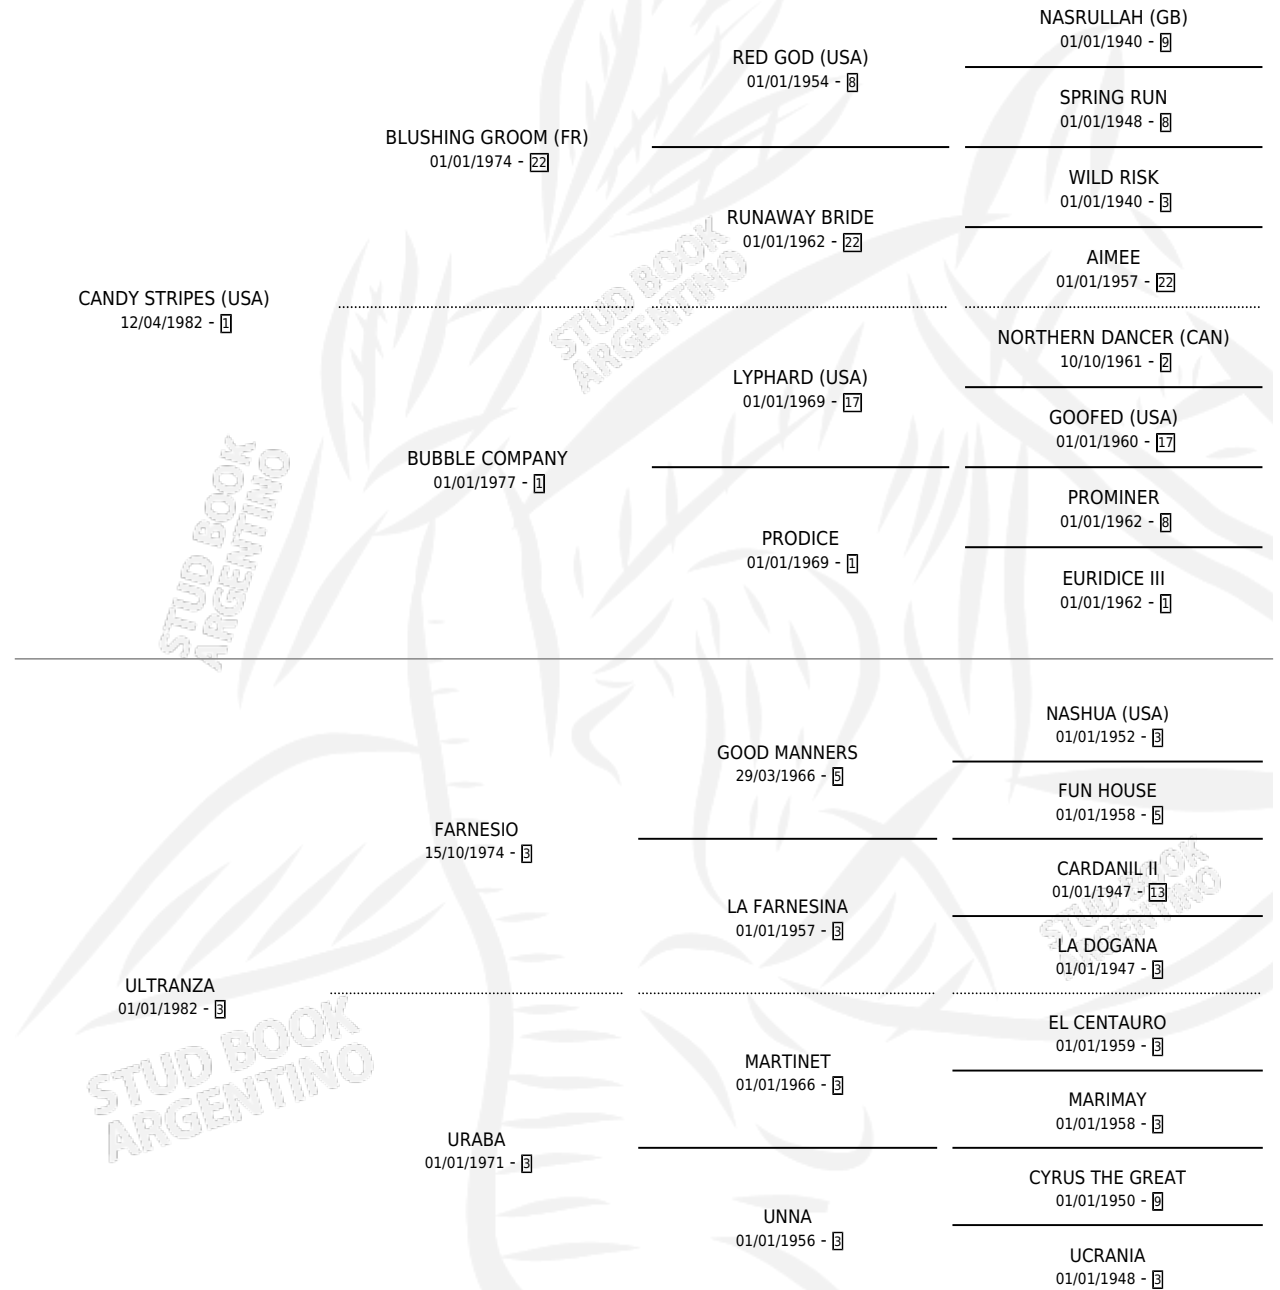 NASRULLAH (GB)
01/01/1940 - 9
RED GOD (USA)
01/01/1954 - 8
SPRING RUN
01/01/1948 - 8
BLUSHING GROOM (FR)
01/01/1974 - 22
WILD RISK
01/01/1940 - 3
RUNAWAY BRIDE
01/01/1962 - 22
AIMEE
01/01/1957 - 22
CANDY STRIPES (USA)
12/04/1982 - 1
NORTHERN DANCER (CAN)
10/10/1961 - 2
LYPHARD (USA)
01/01/1969 - 17
GOOFED (USA)
01/01/1960 - 17
BUBBLE COMPANY
01/01/1977 - 1
PROMINER
01/01/1962 - 8
PRODICE
01/01/1969 - 1
EURIDICE III
01/01/1962 - 1
NASHUA (USA)
01/01/1952 - 3
GOOD MANNERS
29/03/1966 - 5
FUN HOUSE
01/01/1958 - 5
FARNESIO
15/10/1974 - 3
CARDANIL II
01/01/1947 - 13
LA FARNESINA
01/01/1957 - 3
LA DOGANA
01/01/1947 - 3
ULTRANZA
01/01/1982 - 3
EL CENTAURO
01/01/1959 - 3
MARTINET
01/01/1966 - 3
MARIMAY
01/01/1958 - 3
URABA
01/01/1971 - 3
CYRUS THE GREAT
01/01/1950 - 9
UNNA
01/01/1956 - 3
UCRANIA
01/01/1948 - 3
STUD BOOK
ARGENTINO
STUD BOOK
ARGENTINO
STUD BOOK
ARGENTINO
STUD BOOK
ARGENTINO